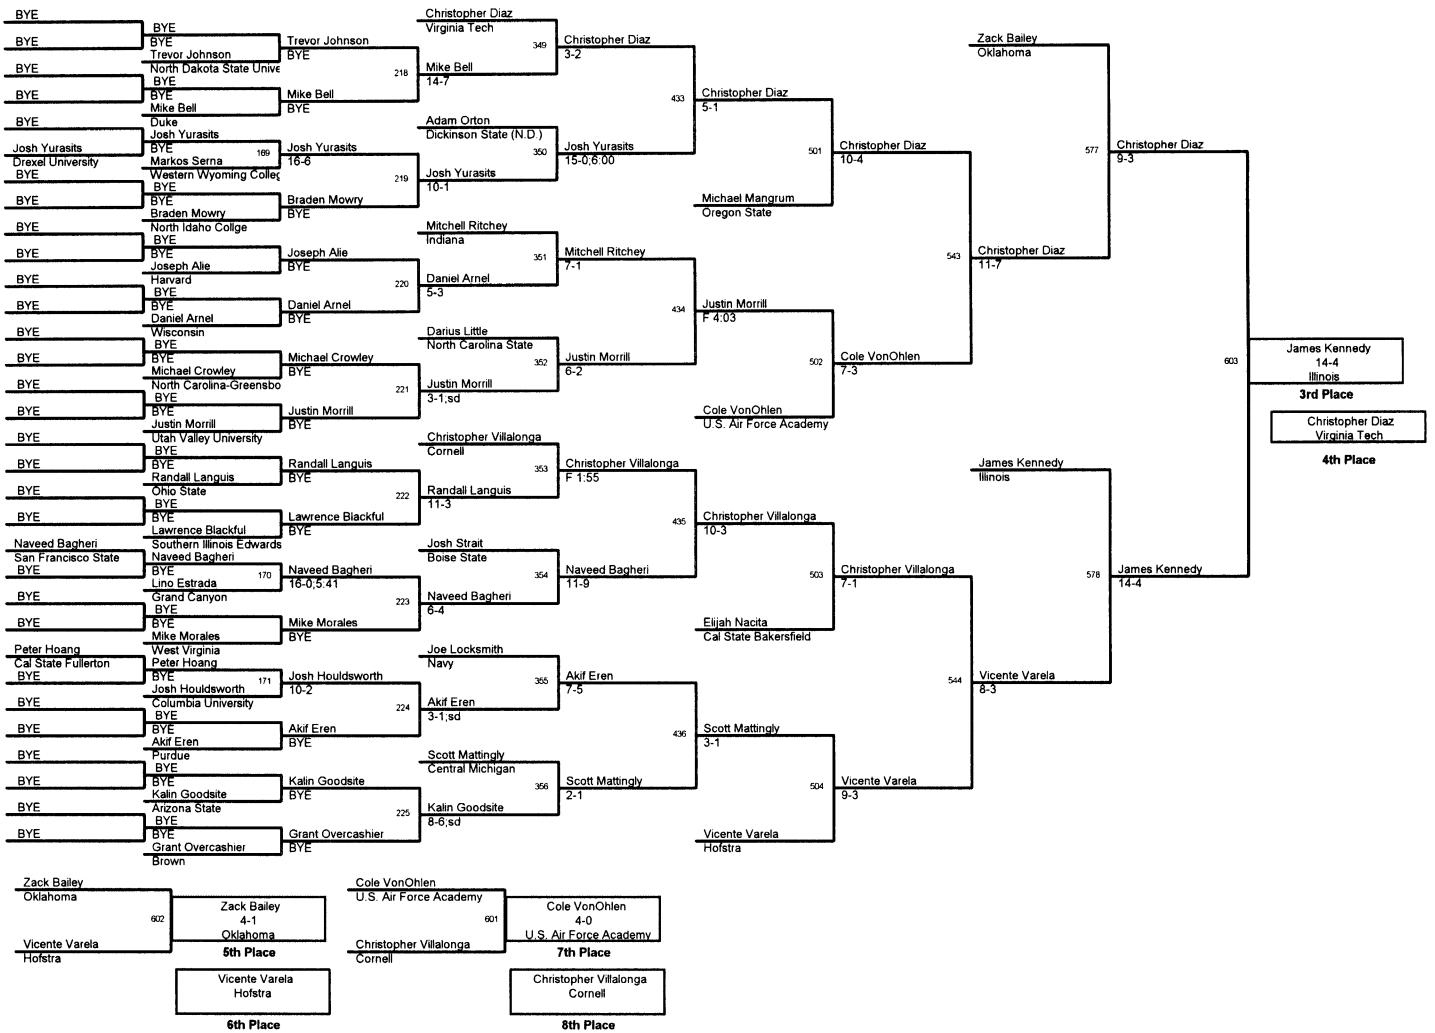 BYE
BYE
BYE
BYE
BYE
Josh Yurasits
Drexel University
BYE
BYE
BYE
BYE
BYE
BYE
BYE
BYE
BYE
BYE
BYE
BYE
BYE
BYE
Naveed Bagheri
San Francisco State
BYE
BYE
BYE
Peter Hoang
Cal State Fullerton
BYE
BYE
BYE
BYE
BYE
BYE
BYE
BYE
BYE
Trevor Johnson
North Dakota State Unive
BYE
BYE
Mike Bell
Duke
Josh Yurasits
BYE
169
Markos Serna
Western Wyoming Colleg
BYE
BYE
Braden Mowry
North Idaho Collge
BYE
BYE
Joseph Alie
Harvard
BYE
BYE
Daniel Arnel
Wisconsin
BYE
BYE
Michael Crowley
North Carolina-Greensbo
BYE
BYE
Justin Morrill
Utah Valley University
BYE
BYE
Randall Languis
Ohio State
BYE
BYE
Lawrence Blackful
Southern Illinois Edwards
Naveed Bagheri
BYE
170
Lino Estrada
Grand Canyon
BYE
BYE
Mike Morales
West Virginia
Peter Hoang
BYE
171
Josh Houldsworth
Columbia University
BYE
BYE
Akif Eren
Purdue
BYE
BYE
Kalin Goodsite
Arizona State
BYE
BYE
Grant Overcashier
Brown
Trevor Johnson
BYE
218
Mike Bell
BYE
Josh Yurasits
16-6
219
Braden Mowry
BYE
Joseph Alie
BYE
220
Daniel Arnel
BYE
Michael Crowley
BYE
221
Justin Morrill
BYE
Randall Languis
BYE
222
Lawrence Blackful
BYE
Naveed Bagheri
16-0;5:41
223
Mike Morales
BYE
Josh Houldsworth
10-2
224
Akif Eren
BYE
Kalin Goodsite
BYE
225
Grant Overcashier
BYE
Christopher Diaz
Virginia Tech
349
Mike Bell
14-7
Adam Orton
Dickinson State (N.D.)
350
Josh Yurasits
10-1
Mitchell Ritchey
Indiana
351
Daniel Arnel
5-3
Darius Little
North Carolina State
352
Justin Morrill
3-1;sd
Christopher Villalonga
Cornell
353
Randall Languis
11-3
Josh Strait
Boise State
354
Naveed Bagheri
6-4
Joe Locksmith
Navy
355
Akif Eren
3-1;sd
Scott Mattingly
Central Michigan
356
Kalin Goodsite
8-6;sd
Christopher Diaz
3-2
433
Josh Yurasits
15-0;6:00
Mitchell Ritchey
7-1
434
Justin Morrill
6-2
Christopher Villalonga
F 1:55
435
Naveed Bagheri
11-9
Akif Eren
7-5
436
Scott Mattingly
2-1
Christopher Diaz
5-1
501
Michael Mangrum
Oregon State
Justin Morrill
F 4:03
502
Cole VonOhlen
U.S. Air Force Academy
Christopher Villalonga
10-3
503
Elijah Nacita
Cal State Bakersfield
Scott Mattingly
3-1
504
Vicente Varela
Hofstra
Christopher Diaz
10-4
543
Cole VonOhlen
7-3
Christopher Villalonga
7-1
544
Vicente Varela
9-3
Zack Bailey
Oklahoma
577
Christopher Diaz
11-7
James Kennedy
Illinois
578
Vicente Varela
8-3
Christopher Diaz
9-3
603
James Kennedy
14-4
James Kennedy
14-4
Illinois
3rd Place
Christopher Diaz
Virginia Tech
4th Place
Zack Bailey
Oklahoma
602
Vicente Varela
Hofstra
Zack Bailey
4-1
Oklahoma
5th Place
Vicente Varela
Hofstra
6th Place
Cole VonOhlen
U.S. Air Force Academy
601
Christopher Villalonga
Cornell
Cole VonOhlen
4-0
U.S. Air Force Academy
7th Place
Christopher Villalonga
Cornell
8th Place